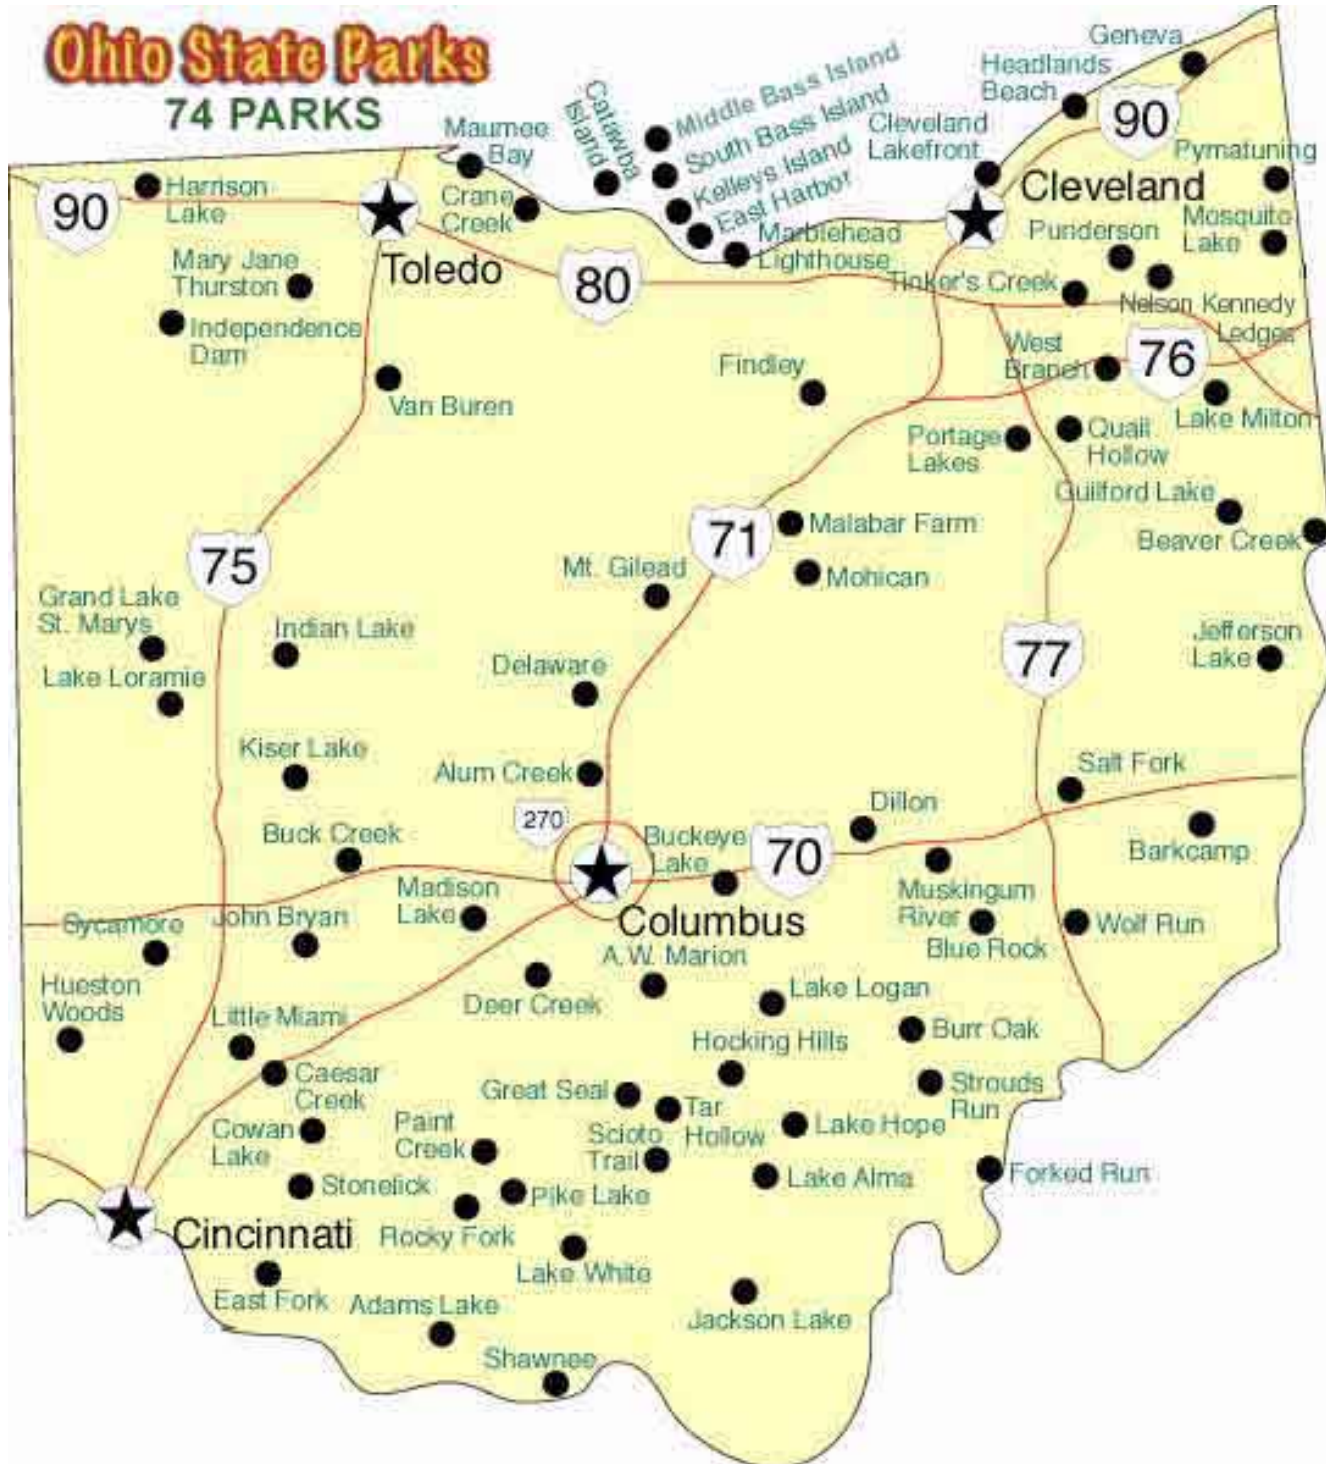 Ohio State Parks
74 PARKS
Geneva
Headlands
Beach
Middle Bass Island
South Bass Island
Catawba
Island
Kelleys Island
East Harbor
Cleveland
Lakefront
90
Maumee
Bay
Pymatuning
Harrison
Lake
90
Crane
Creek
Cleveland
Mosquito
Lake
Punderson
Marblehead
Lighthouse
Mary Jane
Thurston
Toledo
80
Tinker's Creek
Nelson Kennedy
Ledges
Independence
Dam
West
Branch
76
Findley
Van Buren
Lake Milton
Portage
Lakes
Quail
Hollow
Guilford Lake
Beaver Creek
71
Malabar Farm
75
Mt. Gilead
Mohican
Grand Lake
St. Marys
Indian Lake
77
Jefferson
Lake
Lake Loramie
Delaware
Kiser Lake
Alum Creek
Salt Fork
270
Dillon
Buck Creek
Buckeye
Lake
70
Barkcamp
Madison
Lake
Muskingum
River
Sycamore
John Bryan
Columbus
Wolf Run
Blue Rock
A.W. Marion
Hueston
Woods
Deer Creek
Lake Logan
Little Miami
Hocking Hills
Burr Oak
Caesar
Creek
Great Seal
Strouds
Run
Tar
Hollow
Cowan
Lake
Paint
Creek
Scioto
Trail
Lake Hope
Stonelick
Pike Lake
Lake Alma
Forked Run
Cincinnati
Rocky Fork
Lake White
East Fork
Adams Lake
Jackson Lake
Shawnee